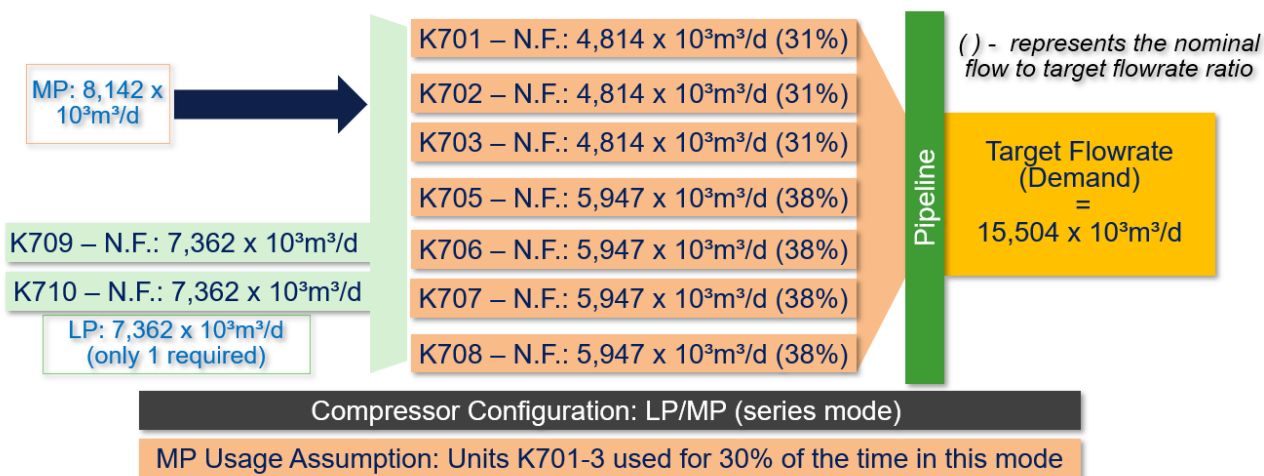 MP: 8,142 x
10³m³/d
K709 – N.F.: 7,362 x 10³m³/d
K710 – N.F.: 7,362 x 10³m³/d
LP: 7,362 x 10³m³/d
(only 1 required)
K701 – N.F.: 4,814 x 10³m³/d (31%)
K702 – N.F.: 4,814 x 10³m³/d (31%)
K703 – N.F.: 4,814 x 10³m³/d (31%)
K705 – N.F.: 5,947 x 10³m³/d (38%)
K706 – N.F.: 5,947 x 10³m³/d (38%)
K707 – N.F.: 5,947 x 10³m³/d (38%)
K708 – N.F.: 5,947 x 10³m³/d (38%)
Pipeline
( ) - represents the nominal
flow to target flowrate ratio
Target Flowrate
(Demand)
=
15,504 x 10³m³/d
Compressor Configuration: LP/MP (series mode)
MP Usage Assumption: Units K701-3 used for 30% of the time in this mode